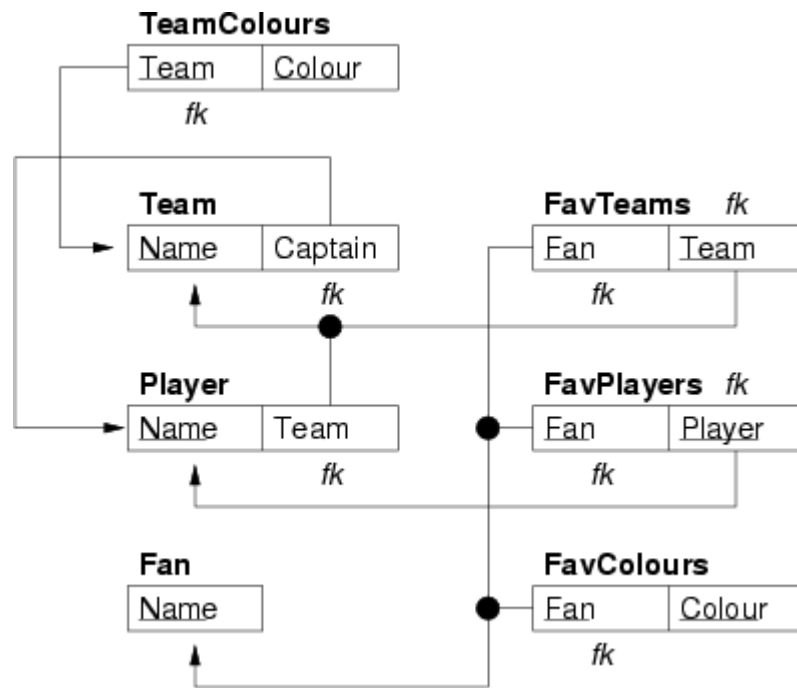 TeamColours
Team Colour
fk
Team
Name Captain
fk
FavTeams fk
Fan Team
fk
Player
Name Team
fk
FavPlayers fk
Fan Player
fk
Fan
Name
FavColours
Fan Colour
fk